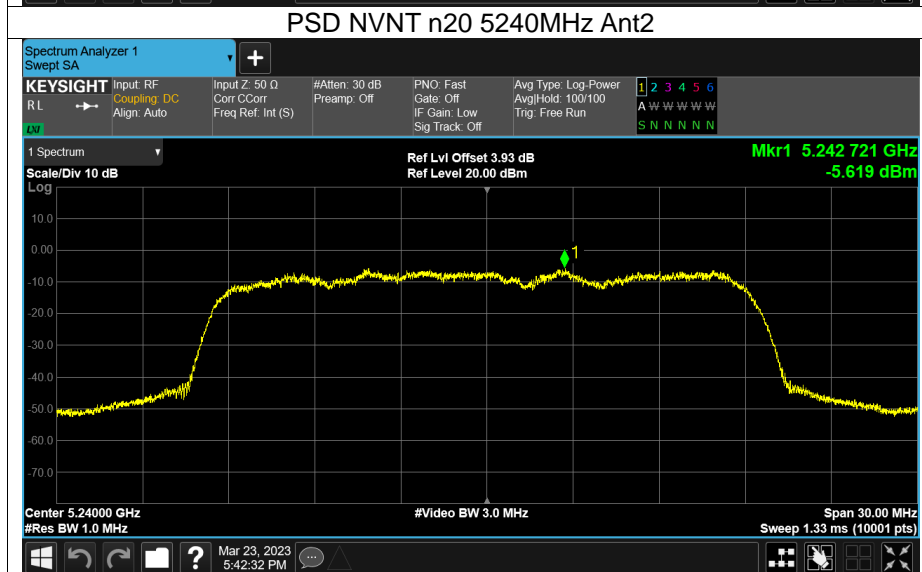 PSD NVNT n20 5240MHz Ant2
Spectrum Analyzer 1
Swept SA
+
KEYSIGHT
R L
LXI
Input: RF
Coupling: DC
Align: Auto
Input Z: 50 Ω
Corr CCorr
Freq Ref: Int (S)
#Atten: 30 dB
Preamp: Off
PNO: Fast
Gate: Off
IF Gain: Low
Sig Track: Off
Avg Type: Log-Power
Avg|Hold: 100/100
Trig: Free Run
1 2 3 4 5 6
A W W W W W
S N N N N N
1 Spectrum
Scale/Div 10 dB
Log
Ref Lvl Offset 3.93 dB
Ref Level 20.00 dBm
Mkr1 5.242 721 GHz
-5.619 dBm
10.0
0.00
-10.0
-20.0
-30.0
-40.0
-50.0
-60.0
-70.0
1
Center 5.24000 GHz
#Res BW 1.0 MHz
#Video BW 3.0 MHz
Span 30.00 MHz
Sweep 1.33 ms (10001 pts)
?
Mar 23, 2023
5:42:32 PM